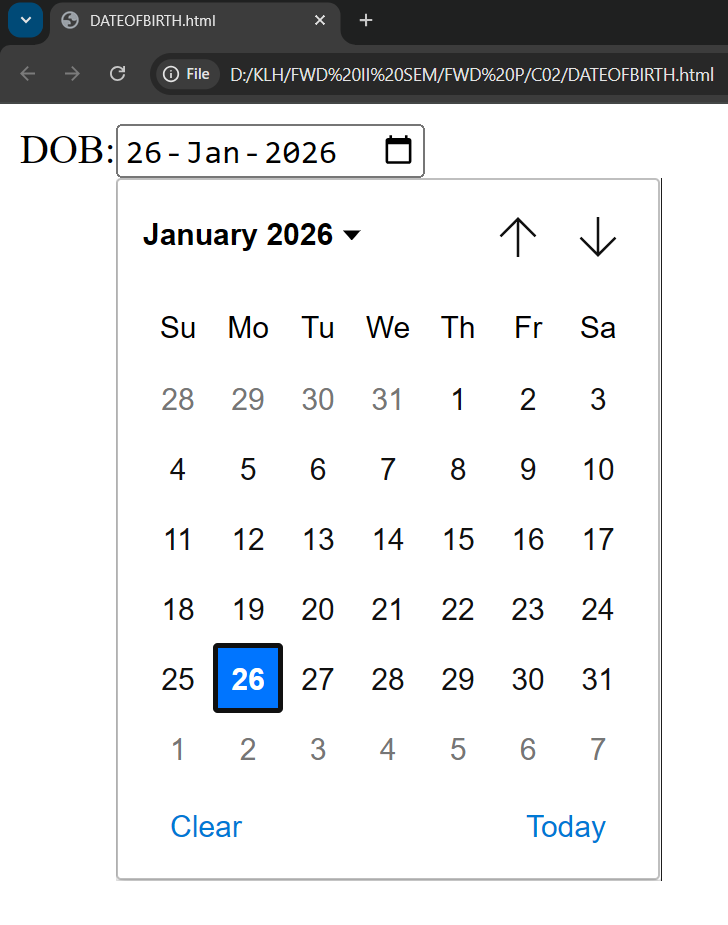 DATEOFBIRTH.html
File D:/KLH/FWD%20II%20SEM/FWD%20P/C02/DATEOFBIRTH.html
DOB: 26-Jan-2026
January 2026
Su Mo Tu We Th Fr Sa
28 29 30 31 1 2 3
4 5 6 7 8 9 10
11 12 13 14 15 16 17
18 19 20 21 22 23 24
25 26 27 28 29 30 31
1 2 3 4 5 6 7
Clear Today